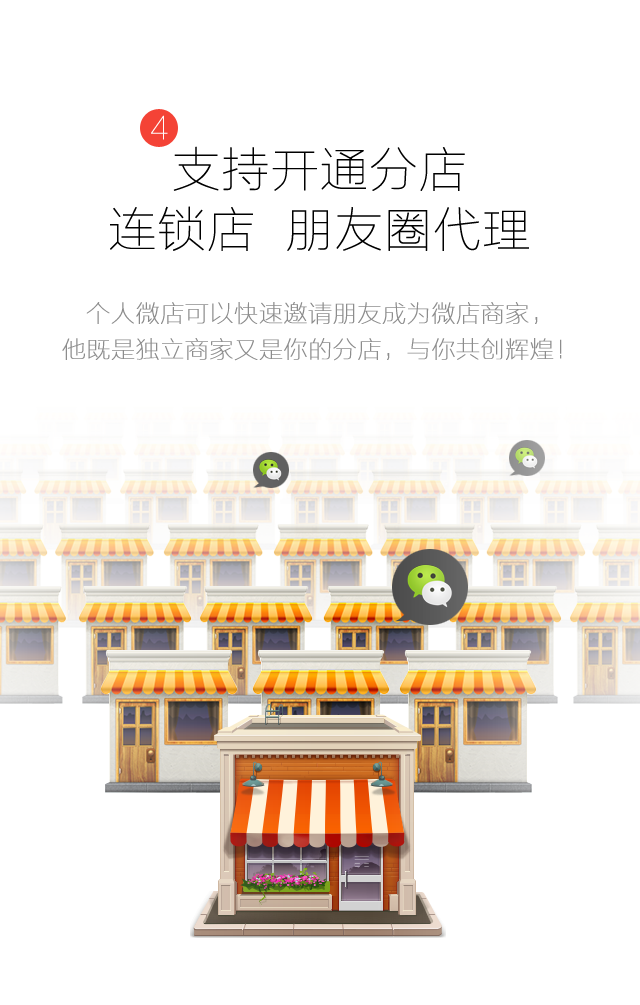 4
支持开通分店
连锁店 朋友圈代理
个人微店可以快速邀请朋友成为微店商家，
他既是独立商家又是你的分店，与你共创辉煌！